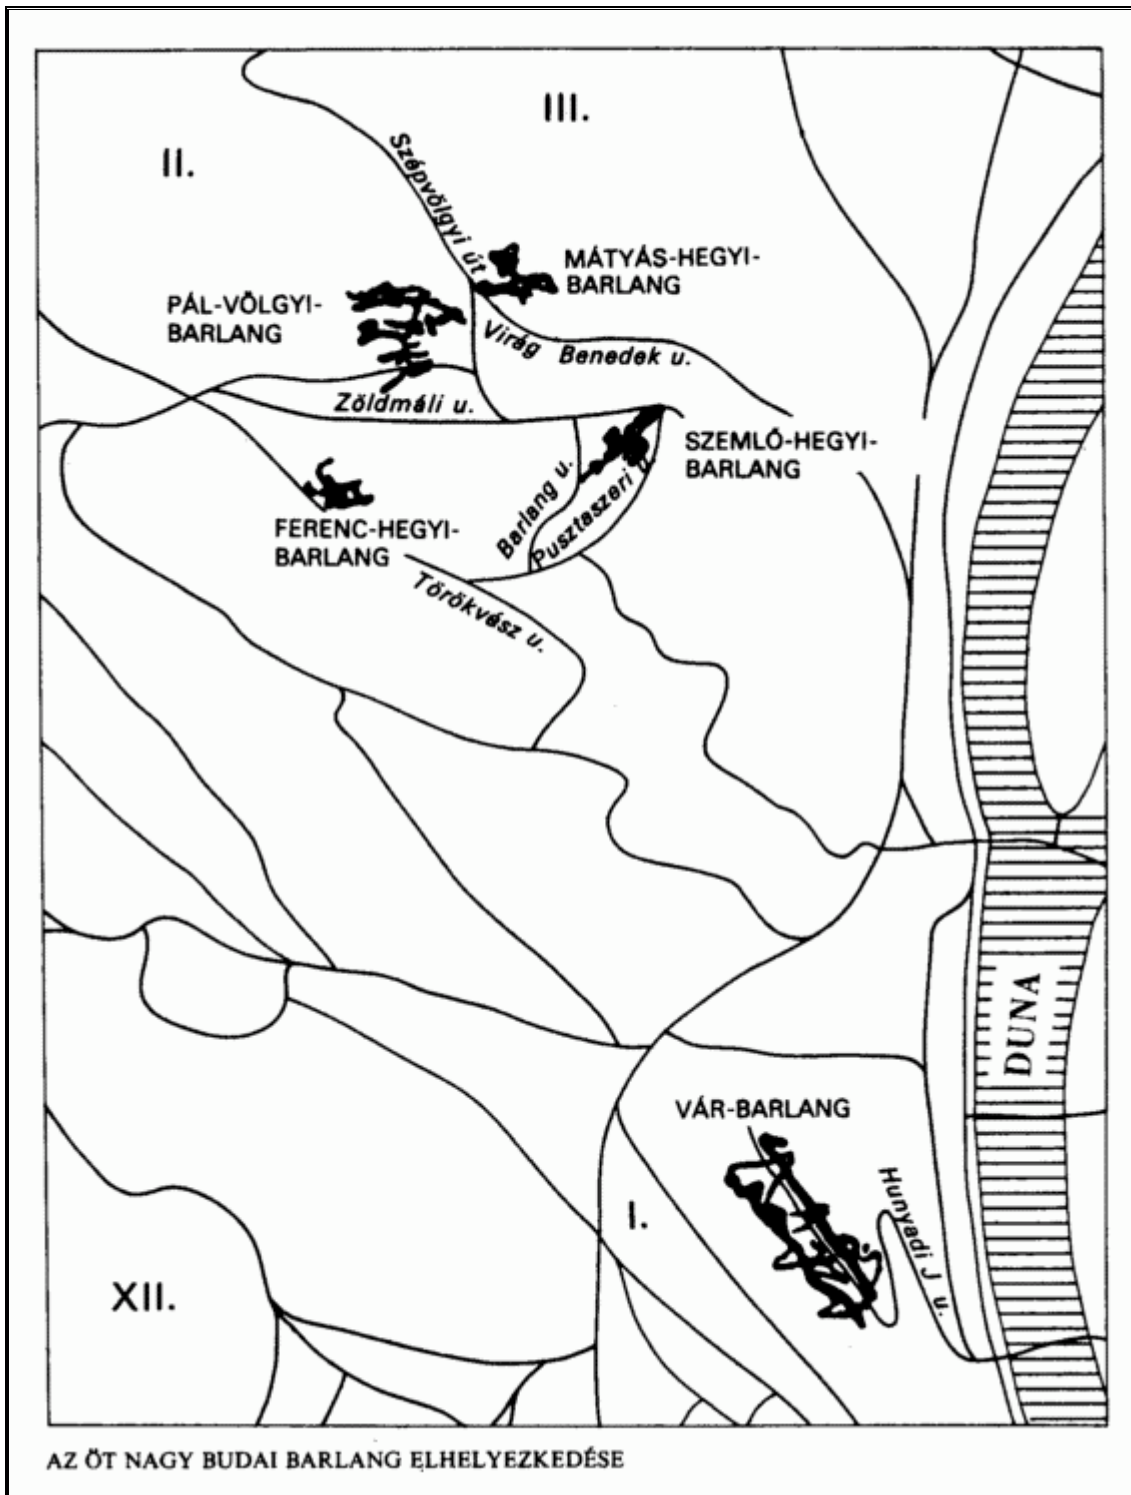 III.
II.
Szépvölgyi út
MÁTYÁS-HEGYI-
BARLANG
PÁL-VÖLGYI-
BARLANG
Virág Benedek u.
Zöldmáli u.
SZEMLŐ-HEGYI-
BARLANG
Barlang u.
Pusztaszeri u.
FERENC-HEGYI-
BARLANG
Törökvész u.
DUNA
VÁR-BARLANG
Hunyadi J u.
I.
XII.
AZ ÖT NAGY BUDAI BARLANG ELHELYEZKEDÉSE